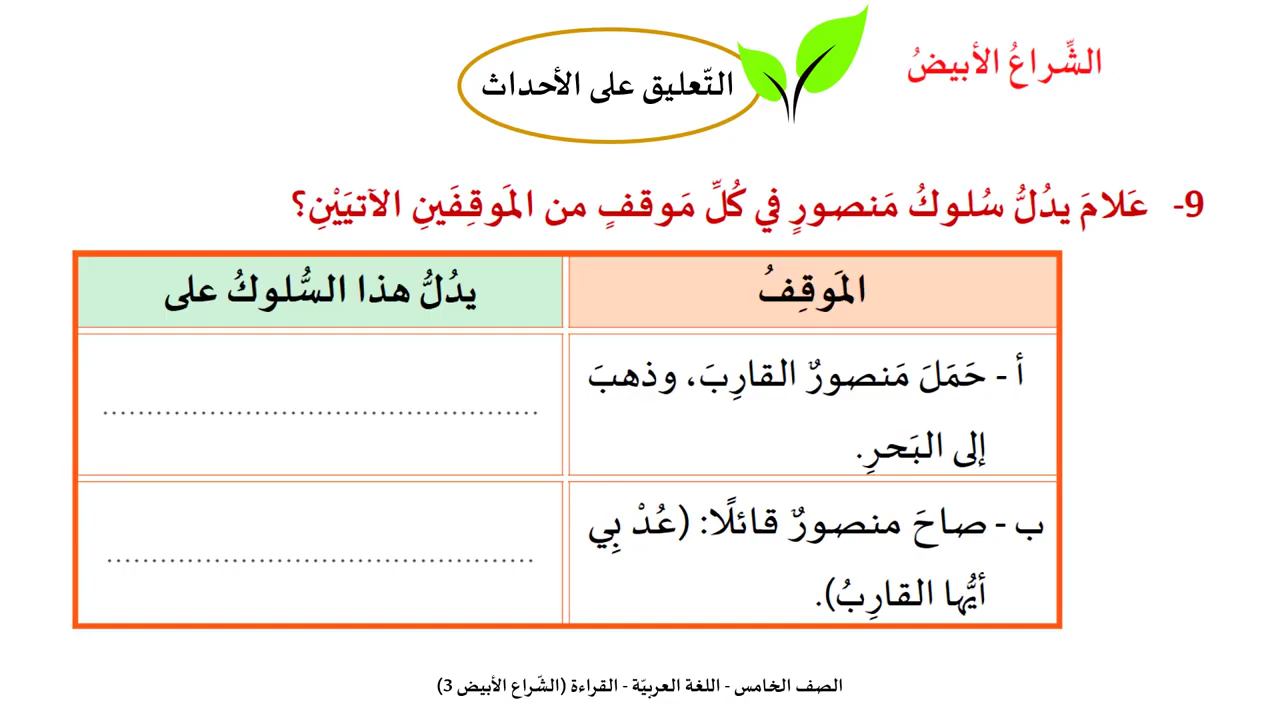 الشِّراعُ الأبيضُ
التّعليق على الأحداث
9- عَلامَ يدُلُّ سُلوكُ مَنصورٍ في كُلِّ مَوقفٍ من المَوقِفَينِ الآتيَيْنِ؟
المَوقِفُ
يدُلُّ هذا السُّلوكُ على
أ - حَمَلَ مَنصورٌ القارِبَ، وذهبَ
إلى البَحرِ.
................................................
ب - صاحَ منصورٌ قائلًا: (عُدْ بِي
أيُّها القارِبُ).
................................................
الصف الخامس - اللغة العربيّة - القراءة (الشّراع الأبيض 3)